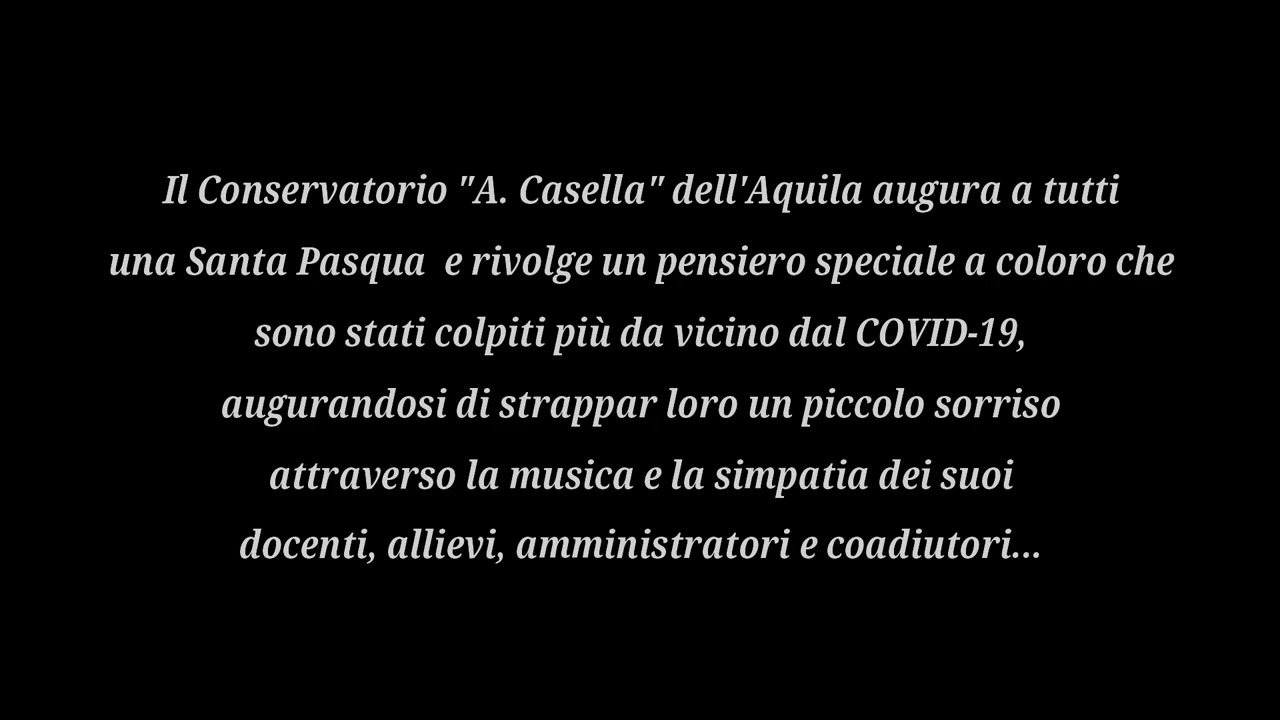 Il Conservatorio "A. Casella" dell'Aquila augura a tutti
una Santa Pasqua  e rivolge un pensiero speciale a coloro che
sono stati colpiti più da vicino dal COVID-19,
augurandosi di strappar loro un piccolo sorriso
attraverso la musica e la simpatia dei suoi
docenti, allievi, amministratori e coadiutori...